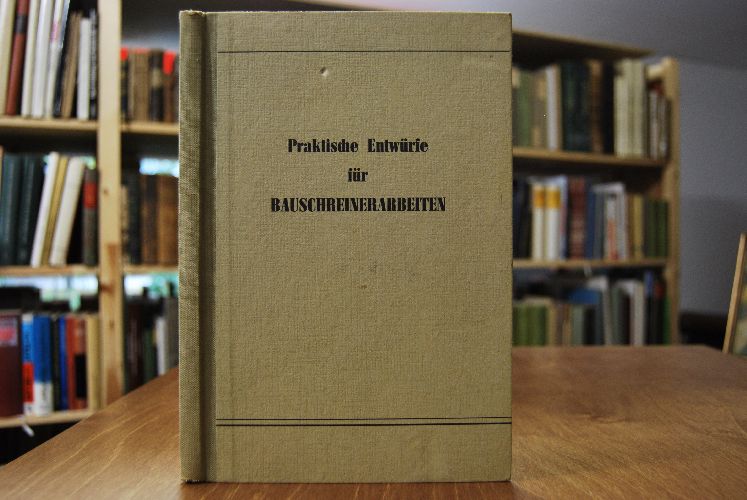 Praktische Entwürfe
für
BAUSCHREINERARBEITEN